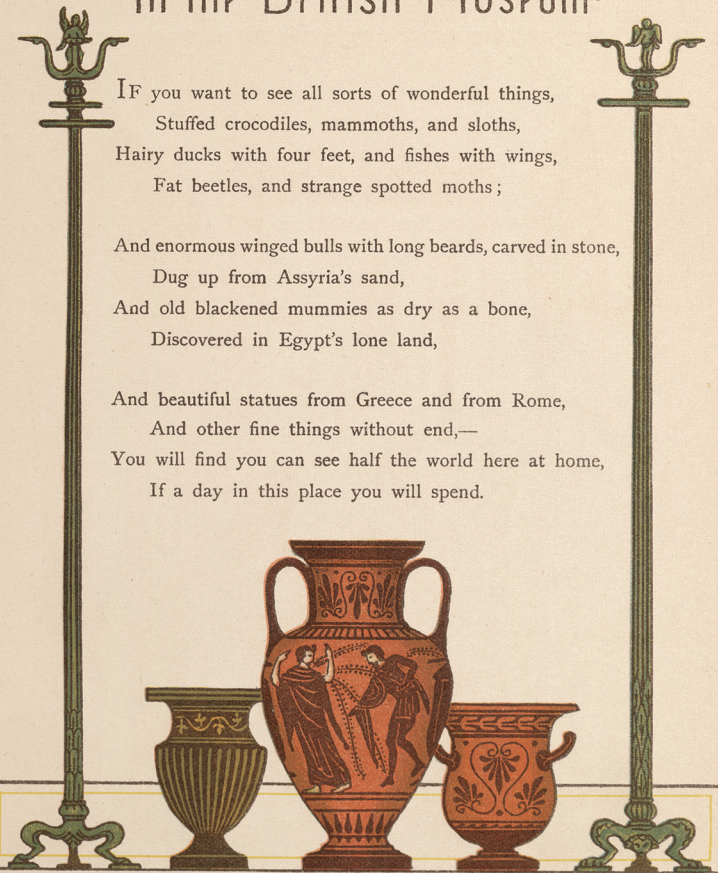 In the British Museum.
IF you want to see all sorts of wonderful things,
Stuffed crocodiles, mammoths, and sloths,
Hairy ducks with four feet, and fishes with wings,
Fat beetles, and strange spotted moths;
And enormous winged bulls with long beards, carved in stone,
Dug up from Assyria's sand,
And old blackened mummies as dry as a bone,
Discovered in Egypt's lone land,
And beautiful statues from Greece and from Rome,
And other fine things without end,—
You will find you can see half the world here at home,
If a day in this place you will spend.